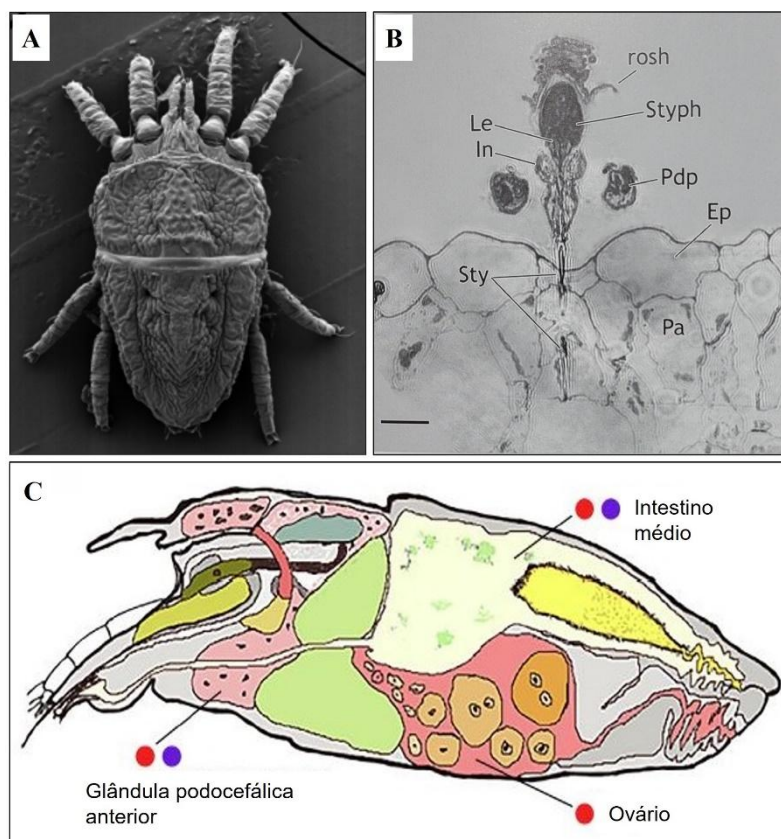 A
B
rosh
Le
Styph
In
Pdp
Ep
Sty
Pa
C
Intestino
médio
Glândula podocefálica
anterior
Ovário